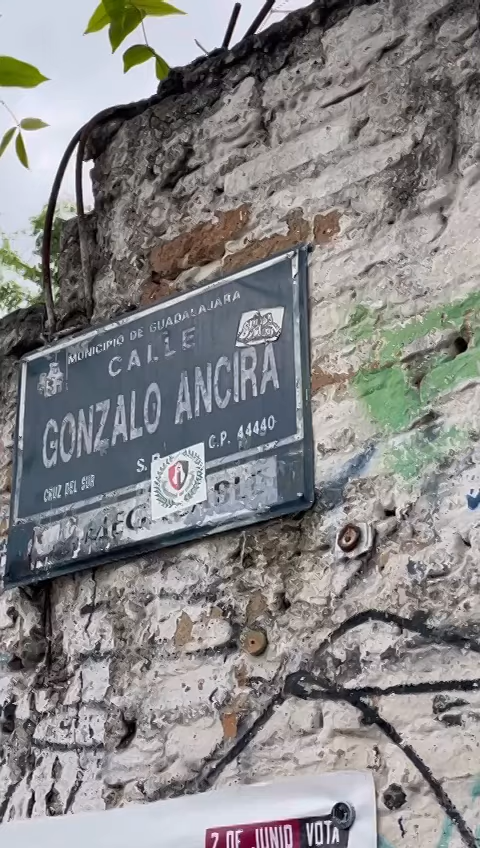 MUNICIPIO DE GUADALAJARA
CALLE
GONZALO ANCIRA
S.R.
C.P. 44440
CRUZ DEL SUR
2 DE JUNIO VOTA